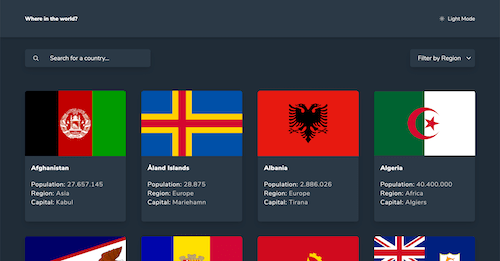 Where in the world?
Light Mode
Search for a country...
Filter by Region
Afghanistan
Population: 27.657.145
Region: Asia
Capital: Kabul
Åland Islands
Population: 28.875
Region: Europe
Capital: Mariehamn
Albania
Population: 2.886.026
Region: Europe
Capital: Tirana
Algeria
Population: 40.400.000
Region: Africa
Capital: Algiers